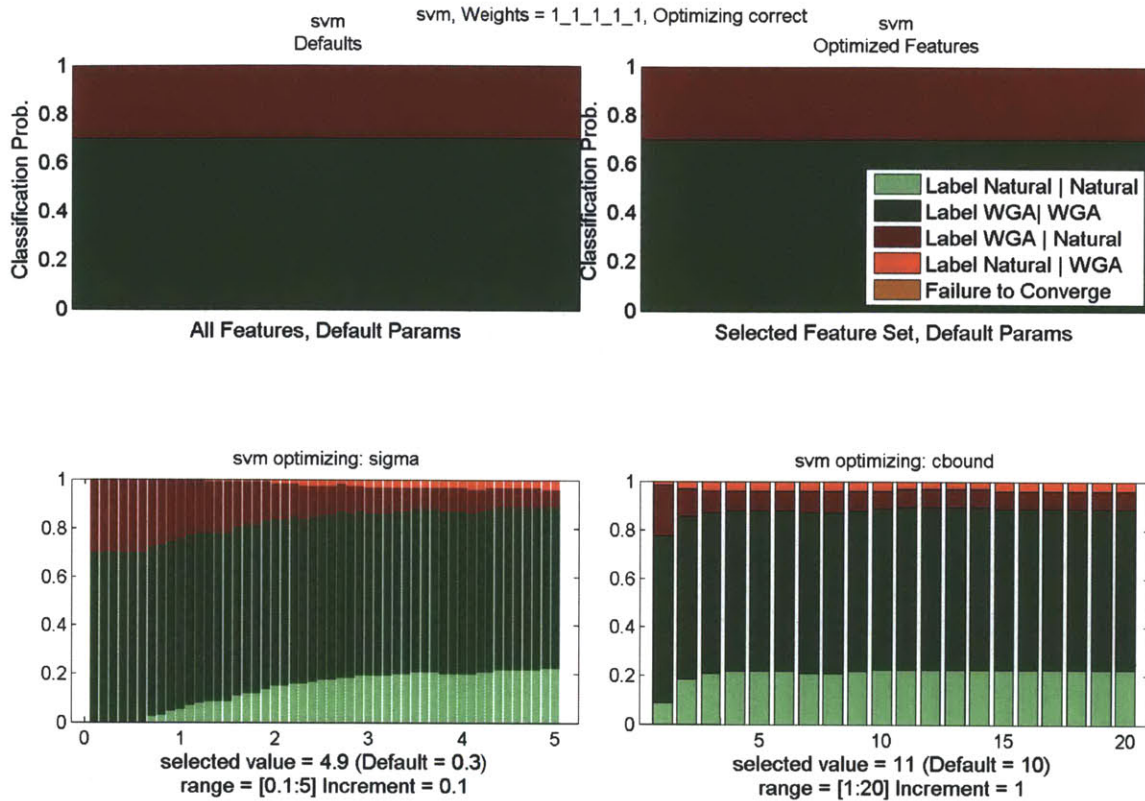 svm, Weights = 1_1_1_1_1, Optimizing correct
svm
Defaults
Classification Prob.
1
0.8
0.6
0.4
0.2
0
All Features, Default Params
svm
Optimized Features
Classification Prob.
1
0.8
0.6
0.4
0.2
0
Label Natural | Natural
Label WGA| WGA
Label WGA | Natural
Label Natural | WGA
Failure to Converge
Selected Feature Set, Default Params
svm optimizing: sigma
1
0.8
0.6
0.4
0.2
0
0 1 2 3 4 5
selected value = 4.9 (Default = 0.3)
range = [0.1:5] Increment = 0.1
svm optimizing: cbound
1
0.8
0.6
0.4
0.2
0
5 10 15 20
selected value = 11 (Default = 10)
range = [1:20] Increment = 1